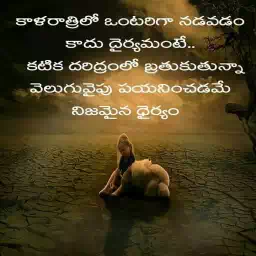 కాళరాత్రిలో ఒంటరిగా నడవడం
కాదు ధైర్యమంటే..
కటిక దరిద్రంలో బ్రతుకుతున్నా
వెలుగువైపు పయనించడమే
నిజమైన ధైర్యం